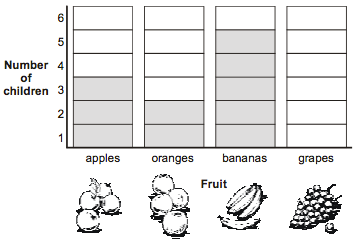 6
5
4
3
2
1
Number
of
children
apples oranges bananas grapes
Fruit